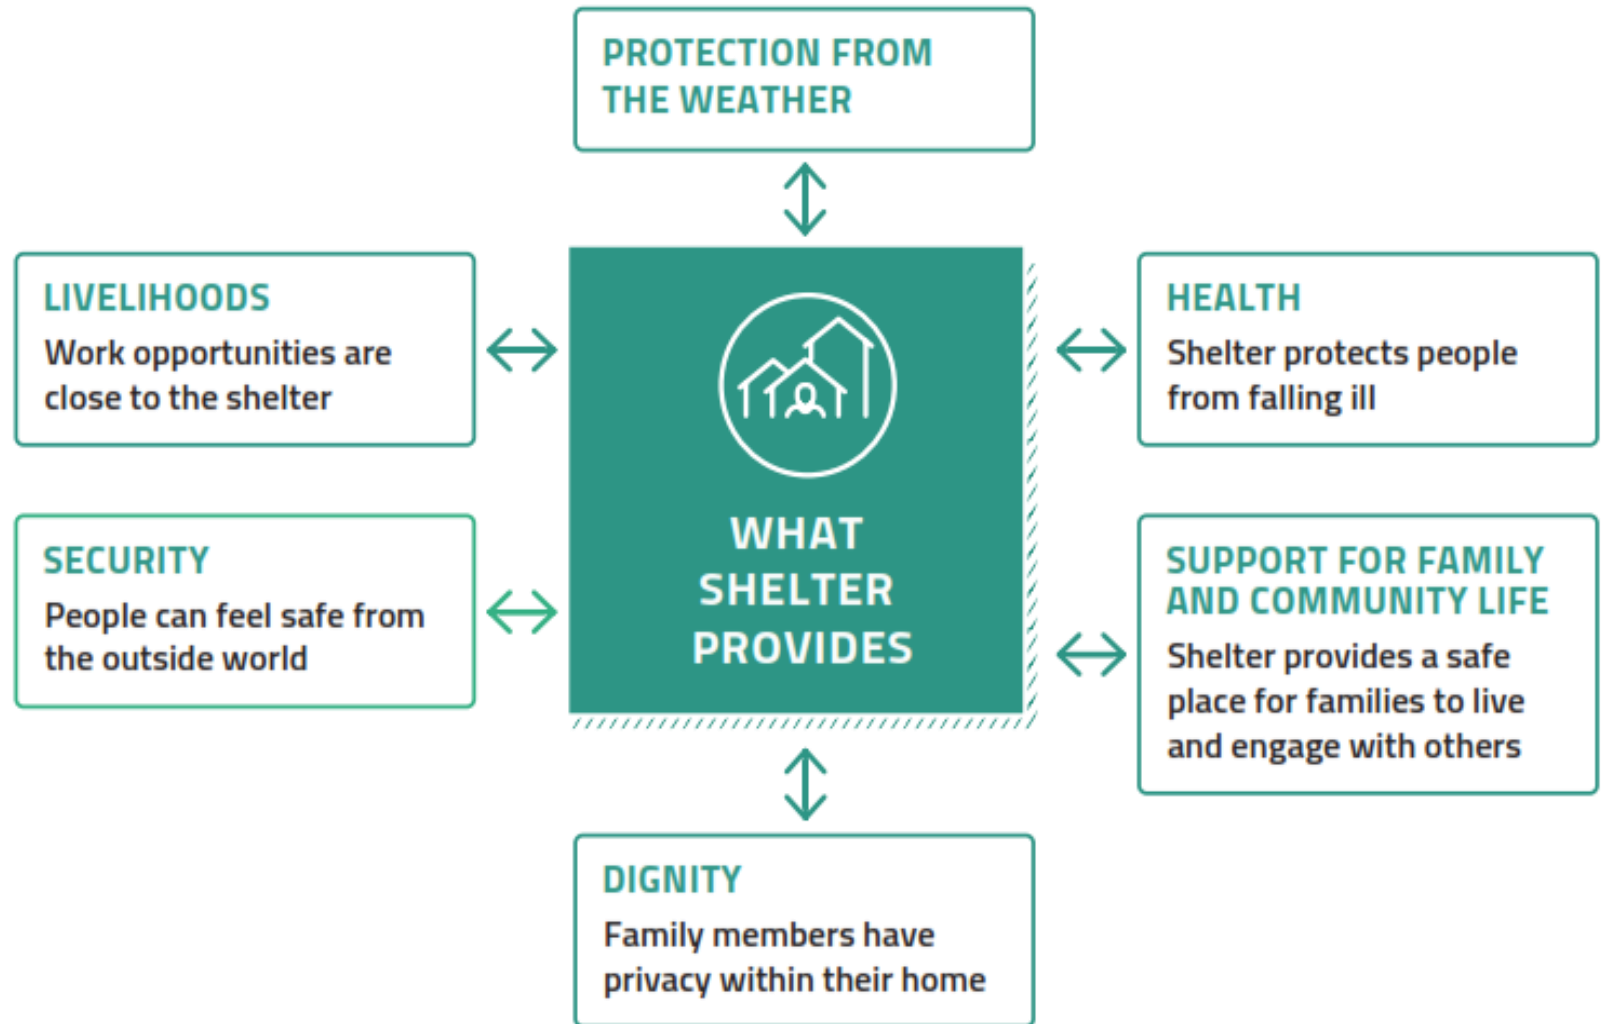 PROTECTION FROM
THE WEATHER
LIVELIHOODS
Work opportunities are
close to the shelter
HEALTH
Shelter protects people
from falling ill
WHAT
SHELTER
PROVIDES
SECURITY
People can feel safe from
the outside world
SUPPORT FOR FAMILY
AND COMMUNITY LIFE
Shelter provides a safe
place for families to live
and engage with others
DIGNITY
Family members have
privacy within their home